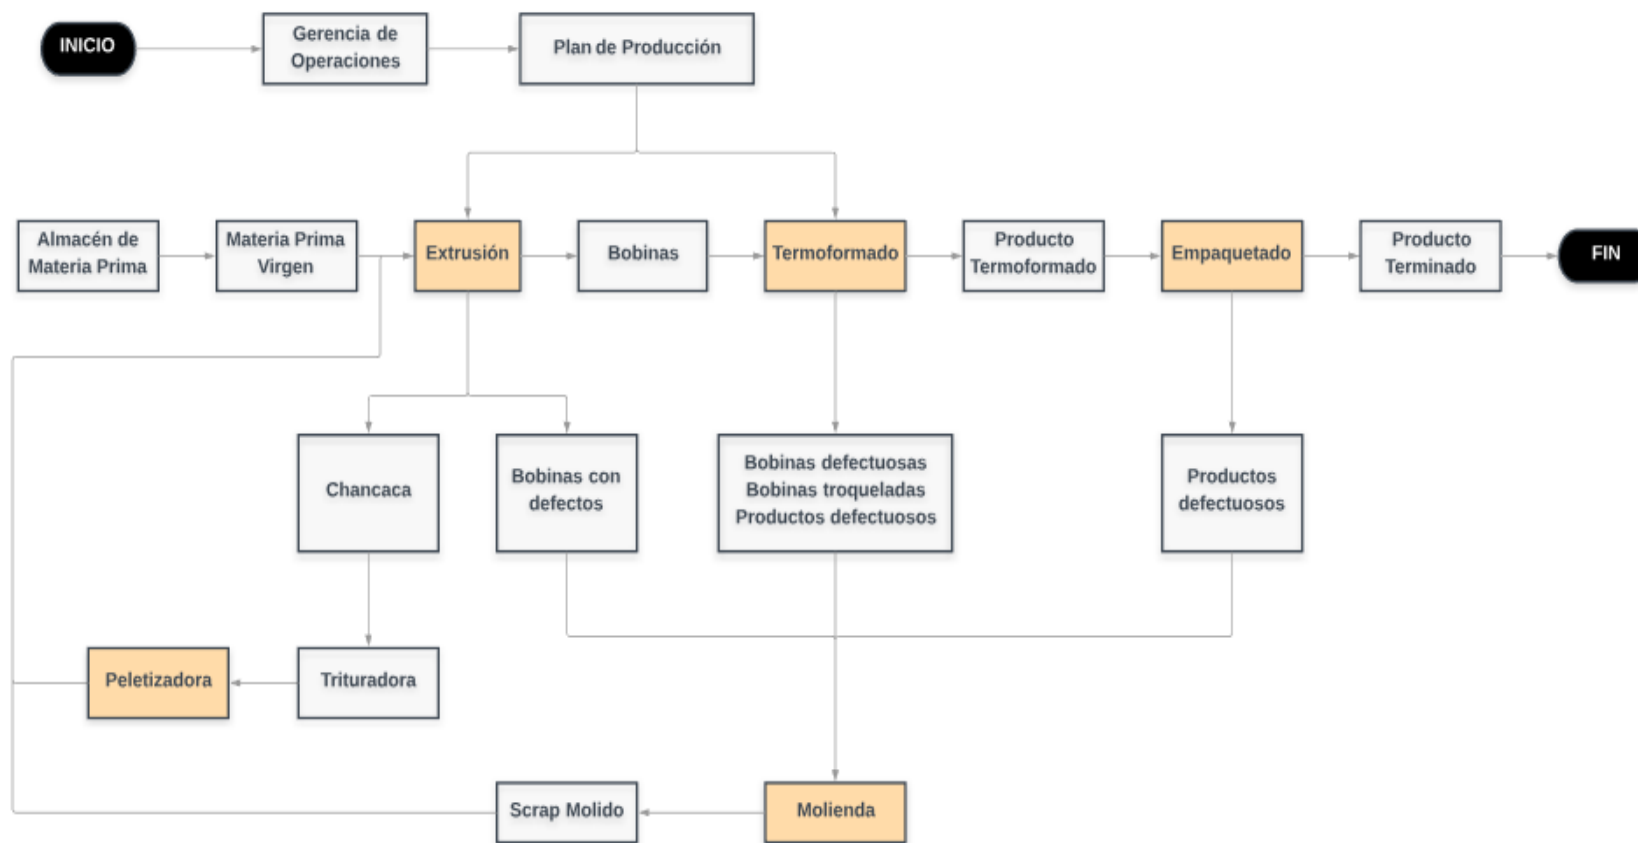 INICIO
Gerencia de
Operaciones
Plan de Producción
Almacén de
Materia Prima
Materia Prima
Virgen
Extrusión
Bobinas
Termoformado
Producto
Termoformado
Empaquetado
Producto
Terminado
FIN
Chancaca
Bobinas con
defectos
Bobinas defectuosas
Bobinas troqueladas
Productos defectuosos
Productos
defectuosos
Peletizadora
Trituradora
Scrap Molido
Molienda